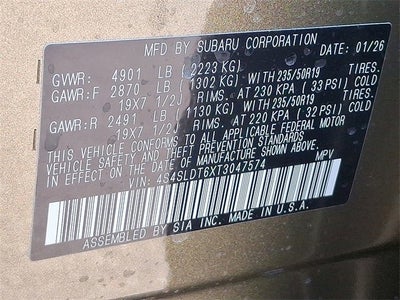 MFD BY SUBARU CORPORATION DATE 01/26
GVWR: 4901 LB (2223 KG)
GAWR:F 2870 LB (1302 KG) WITH 235/50R19 TIRES.
19X7 1/2J RIMS. AT 230 KPA (33 PSI) COLD
GAWR:R 2491 LB (1130 KG) WITH 235/50R19 TIRES.
19X7 1/2J RIMS. AT 220 KPA (32 PSI) COLD
THIS VEHICLE CONFORMS TO ALL APPLICABLE FEDERAL MOTOR
VEHICLE SAFETY AND THEFT PREVENTION STANDARDS
IN EFFECT ON THE DATE OF MANUFACTURE SHOWN ABOVE.
VIN: 4S4SLDT6XT3047574 MPV
ASSEMBLED BY SIA INC. MADE IN U.S.A.